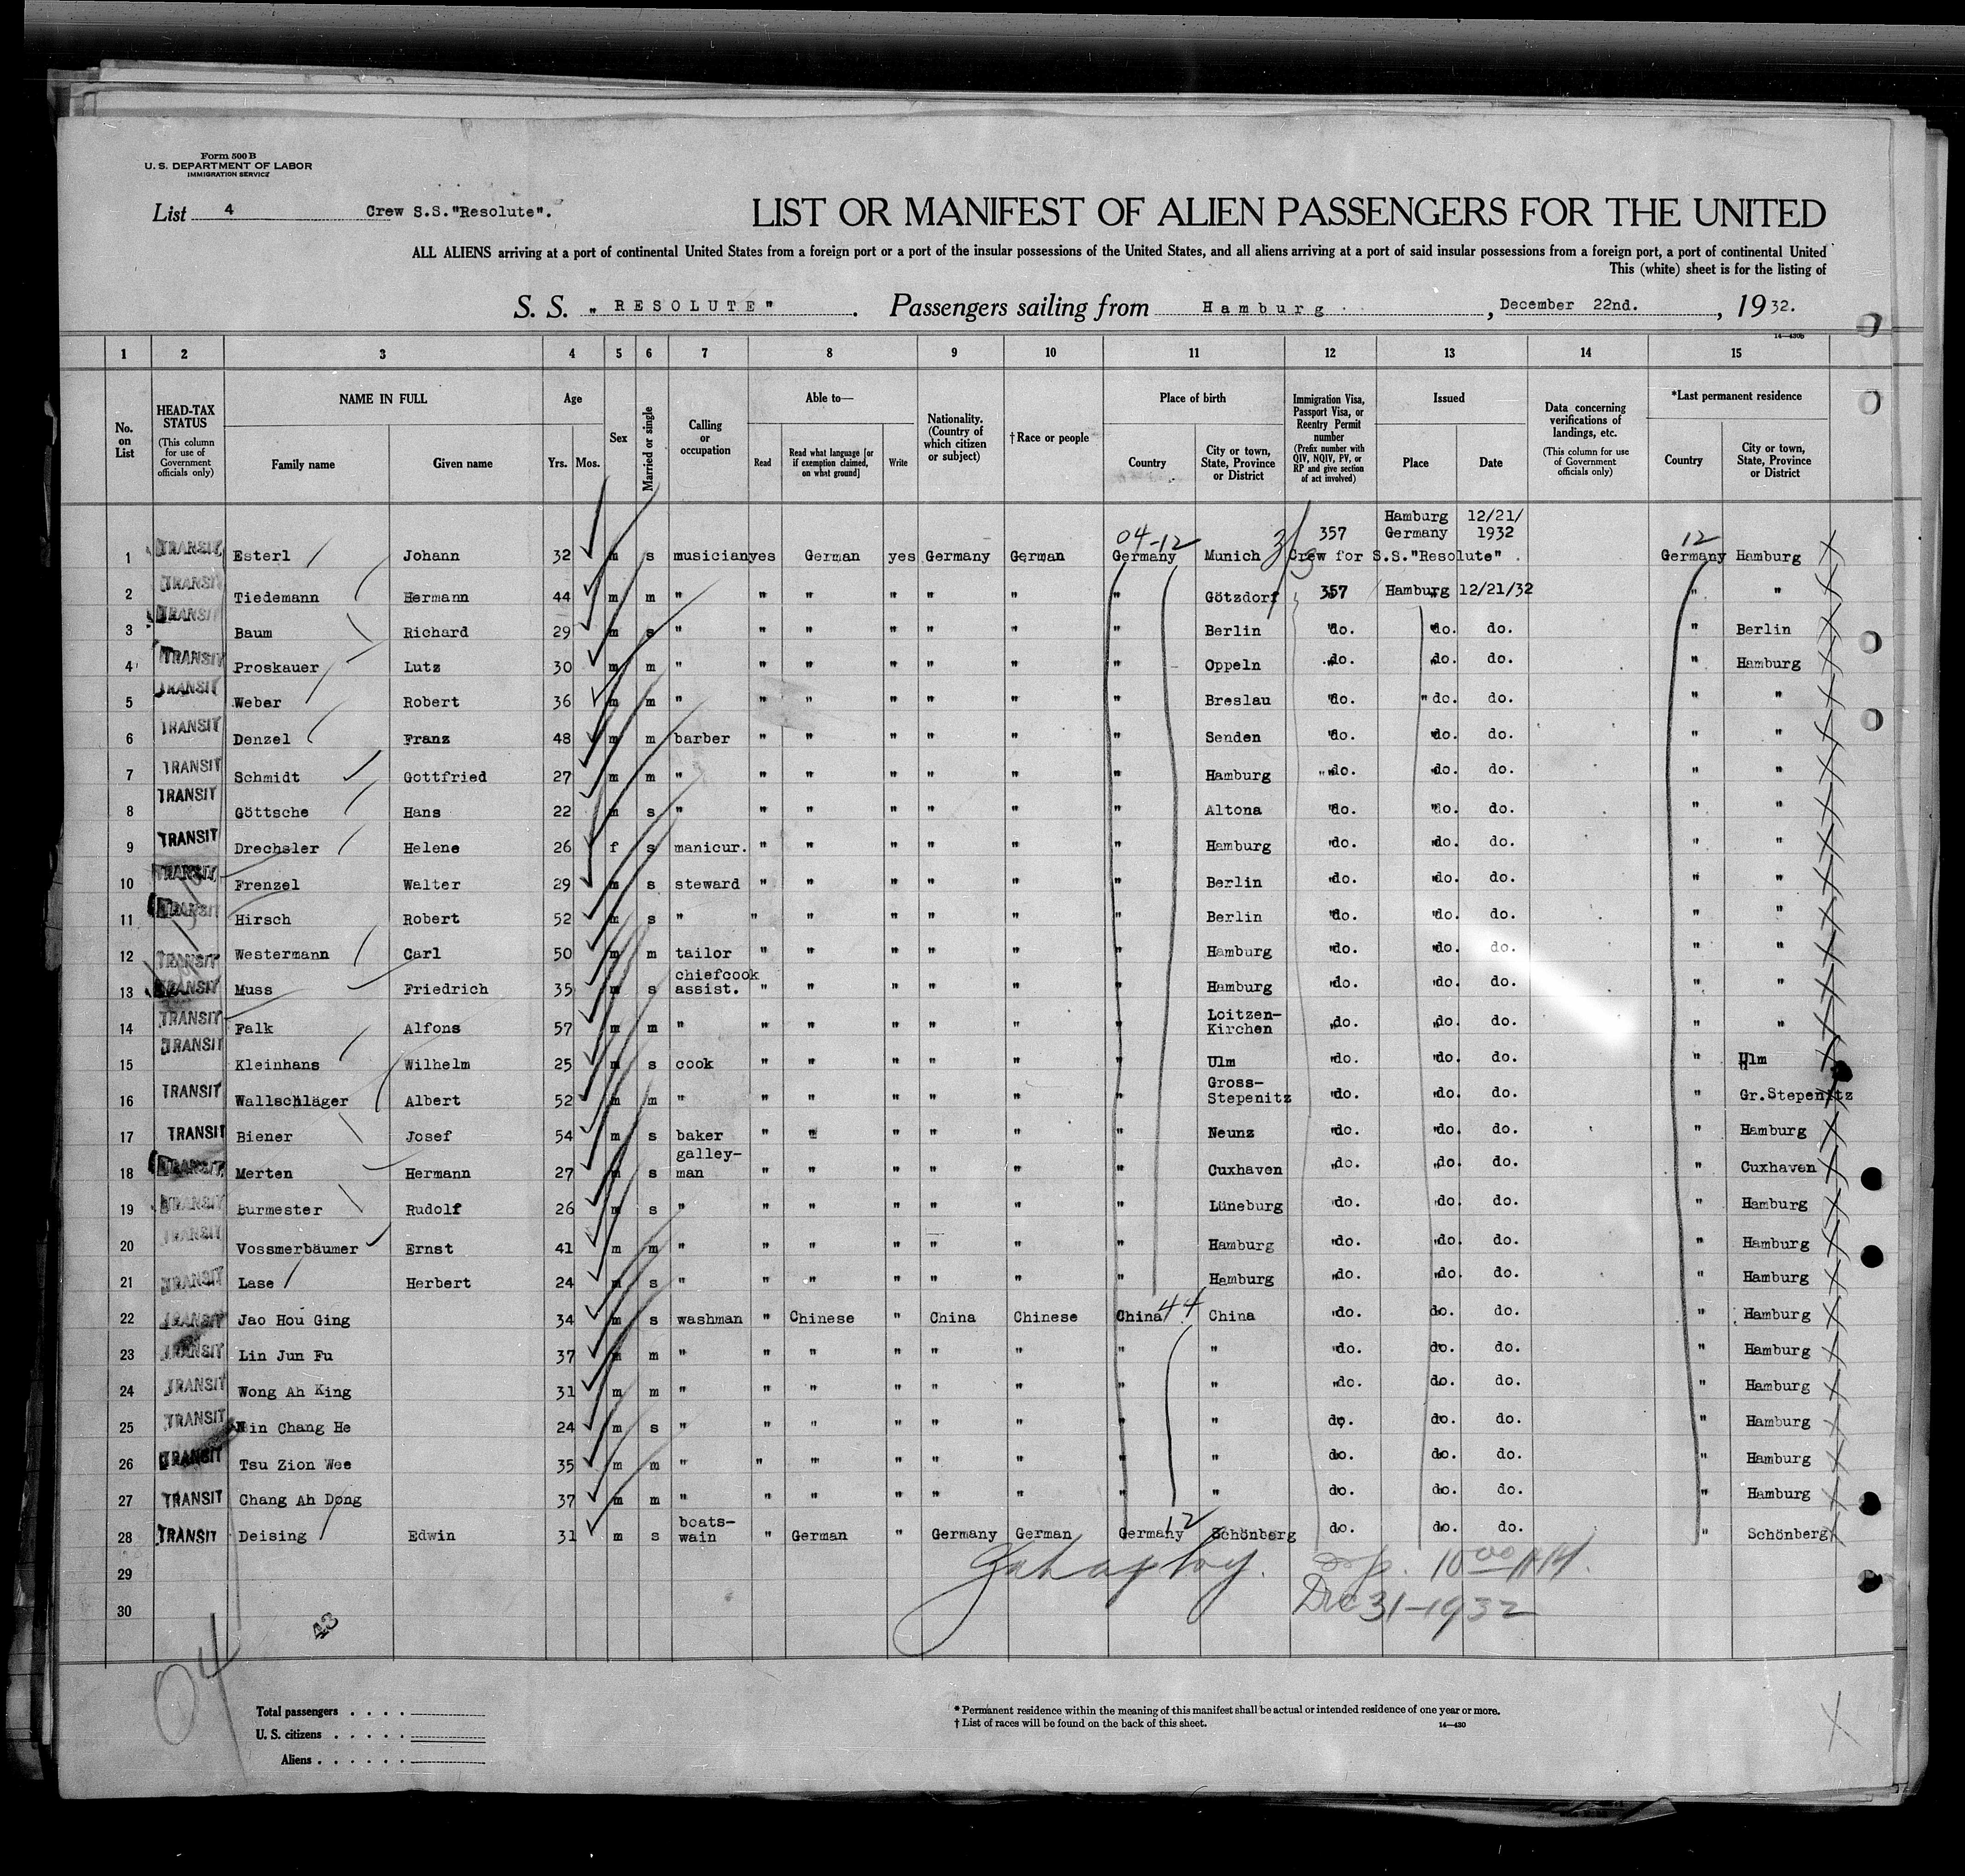 Form 500 B
U. S. DEPARTMENT OF LABOR
IMMIGRATION SERVICE
List 4 Crew S.S."Resolute".
LIST OR MANIFEST OF ALIEN PASSENGERS FOR THE UNITED
ALL ALIENS arriving at a port of continental United States from a foreign port or a port of the insular possessions of the United States, and all aliens arriving at a port of said insular possessions from a foreign port, a port of continental United
This (white) sheet is for the listing of
S. S. "RESOLUTE". Passengers sailing from Hamburg, December 22nd., 1932.
14—430B
1 2 3 4 5 6 7 8 9 10 11 12 13 14 15
No. on List
HEAD-TAX STATUS (This column for use of Government officials only)
NAME IN FULL Family name Given name
Age Yrs. Mos.
Sex
Married or single
Calling or occupation
Able to— Read Read what language [or if exemption claimed, on what ground] Write
Nationality. (Country of which citizen or subject)
†Race or people
Place of birth Country City or town, State, Province or District
Immigration Visa, Passport Visa, or Reentry Permit number (Prefix number with QIV, NQIV, PV, or RP and give section of act involved)
Issued Place Date
Data concerning verifications of landings, etc. (This column for use of Government officials only)
*Last permanent residence Country City or town, State, Province or District
357 Hamburg Germany 12/21/1932
04-12 12
1 TRANSIT Esterl Johann 32 m s musician yes German yes Germany German Germany Munich Crew for S.S."Resolute" Germany Hamburg
2 TRANSIT Tiedemann Hermann 44 m m " " " " " " " Götzdorf 357 Hamburg 12/21/32 " "
3 TRANSIT Baum Richard 29 m s " " " " " " " Berlin "do. "do. do. " Berlin
4 TRANSIT Proskauer Lutz 30 m m " " " " " " " Oppeln "do. "do. do. " Hamburg
5 TRANSIT Weber Robert 36 m m " " " " " " " Breslau "do. "do. do. " "
6 TRANSIT Denzel Franz 48 m m barber " " " " " " Senden "do. "do. do. " "
7 TRANSIT Schmidt Gottfried 27 m m " " " " " " " Hamburg "do. "do. do. " "
8 TRANSIT Göttsche Hans 22 m s " " " " " " " Altona "do. "do. do. " "
9 TRANSIT Drechsler Helene 26 f s manicur. " " " " " " Hamburg "do. "do. do. " "
10 TRANSIT Frenzel Walter 29 m s steward " " " " " " Berlin "do. "do. do. " "
11 TRANSIT Hirsch Robert 52 m s " " " " " " " Berlin "do. "do. do. " "
12 TRANSIT Westermann Carl 50 m m tailor " " " " " " Hamburg "do. "do. do. " "
13 TRANSIT Muss Friedrich 35 m s chiefcook assist. " " " " " " Hamburg "do. "do. do. " "
14 TRANSIT Falk Alfons 57 m m " " " " " " " Loitzen-Kirchen "do. "do. do. " "
15 TRANSIT Kleinhans Wilhelm 25 m s cook " " " " " " Ulm "do. "do. do. " Ulm
16 TRANSIT Wallschläger Albert 52 m m " " " " " " " Gross-Stepenitz "do. "do. do. " Gr.Stepenitz
17 TRANSIT Biener Josef 54 m s baker " " " " " " Neunz "do. "do. do. " Hamburg
18 TRANSIT Merten Hermann 27 m s galley-man " " " " " " Cuxhaven "do. "do. do. " Cuxhaven
19 TRANSIT Burmester Rudolf 26 m s " " " " " " " Lüneburg "do. "do. do. " Hamburg
20 TRANSIT Vossmerbäumer Ernst 41 m m " " " " " " " Hamburg "do. "do. do. " Hamburg
21 TRANSIT Lase Herbert 24 m s " " " " " " " Hamburg "do. "do. do. " Hamburg
22 TRANSIT Jao Hou Ging 34 m s washman " Chinese " China Chinese China 44 China "do. do. do. " Hamburg
23 TRANSIT Lin Jun Fu 37 m m " " " " " " " " "do. do. do. " Hamburg
24 TRANSIT Wong Ah King 31 m m " " " " " " " " "do. do. do. " Hamburg
25 TRANSIT Nin Chang He 24 m s " " " " " " " " do. do. do. " Hamburg
26 TRANSIT Tsu Zion Wee 35 m m " " " " " " " " do. do. do. " Hamburg
27 TRANSIT Chang Ah Dong 37 m m " " " " " " " " do. do. do. " Hamburg
28 TRANSIT Deising Edwin 31 m s boats-wain " German " Germany German Germany 12 Schönberg do. do. do. " Schönberg
29
30
Dec 31-1932
43
04
Total passengers
U. S. citizens
Aliens
* Permanent residence within the meaning of this manifest shall be actual or intended residence of one year or more.
† List of races will be found on the back of this sheet.
14—430